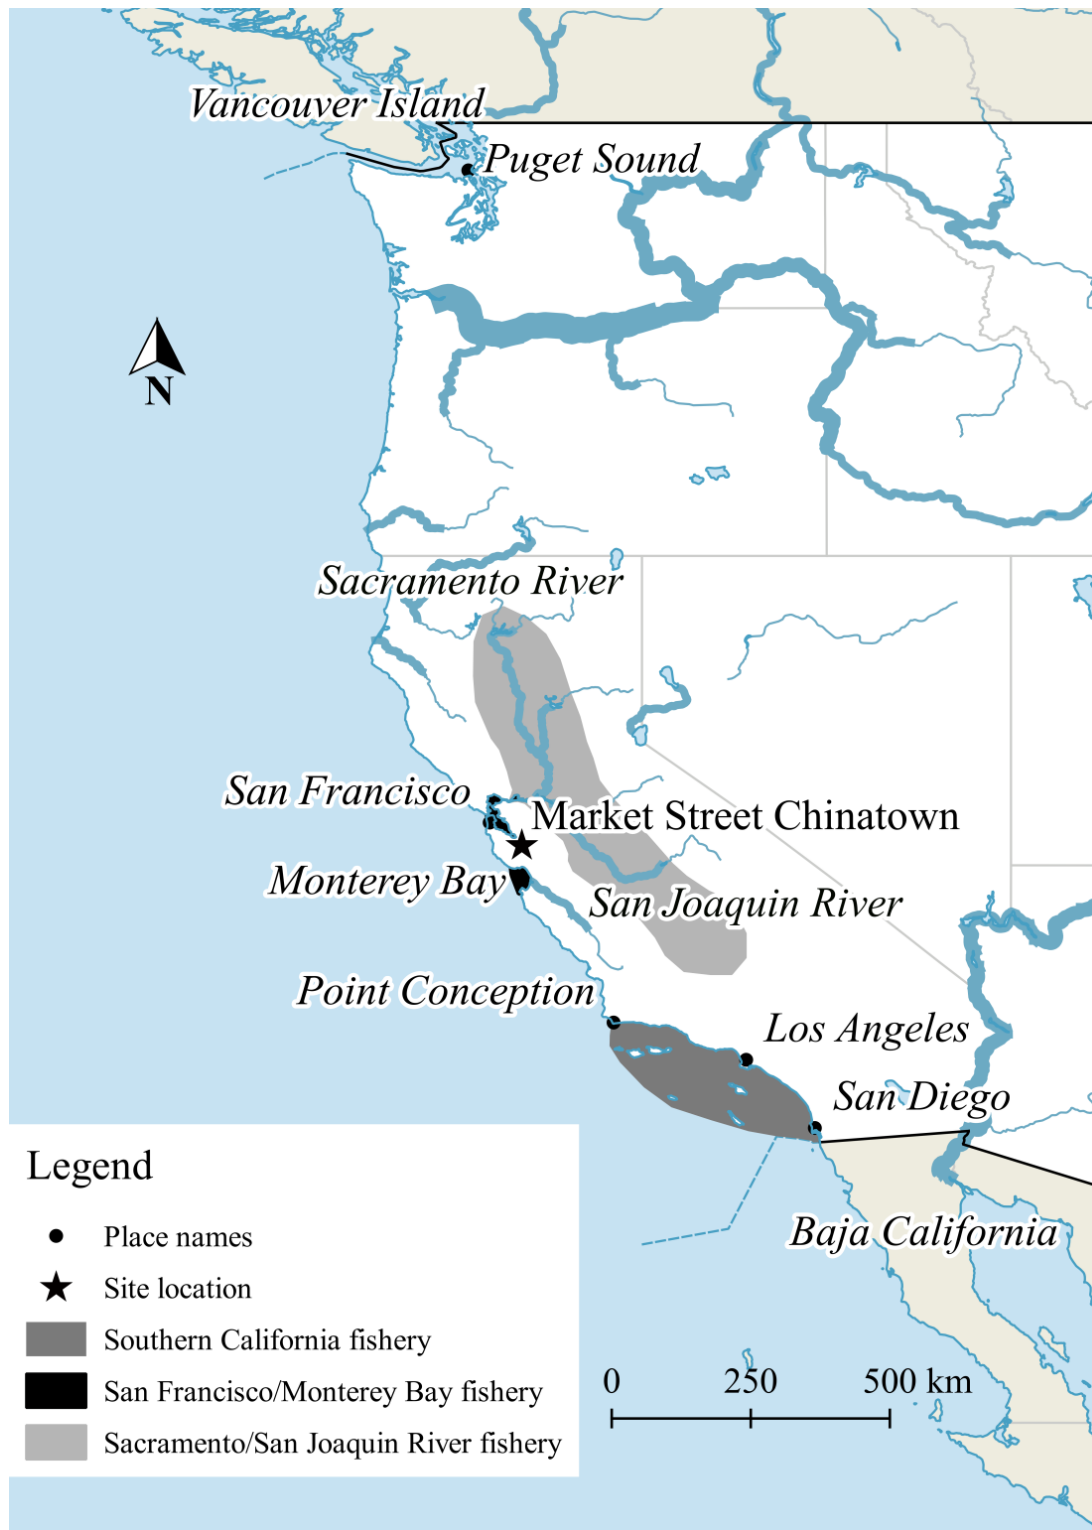 Vancouver Island
Puget Sound
N
Sacramento River
San Francisco
Market Street Chinatown
Monterey Bay
San Joaquin River
Point Conception
Los Angeles
San Diego
Baja California
Legend
Place names
Site location
Southern California fishery
San Francisco/Monterey Bay fishery
Sacramento/San Joaquin River fishery
0 250 500 km